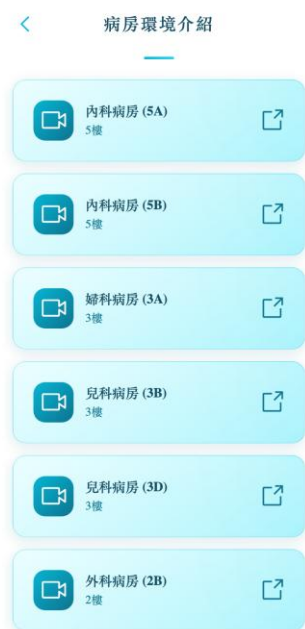 病房環境介紹
內科病房 (5A)
5樓
內科病房 (5B)
5樓
婦科病房 (3A)
3樓
兒科病房 (3B)
3樓
兒科病房 (3D)
3樓
外科病房 (2B)
2樓